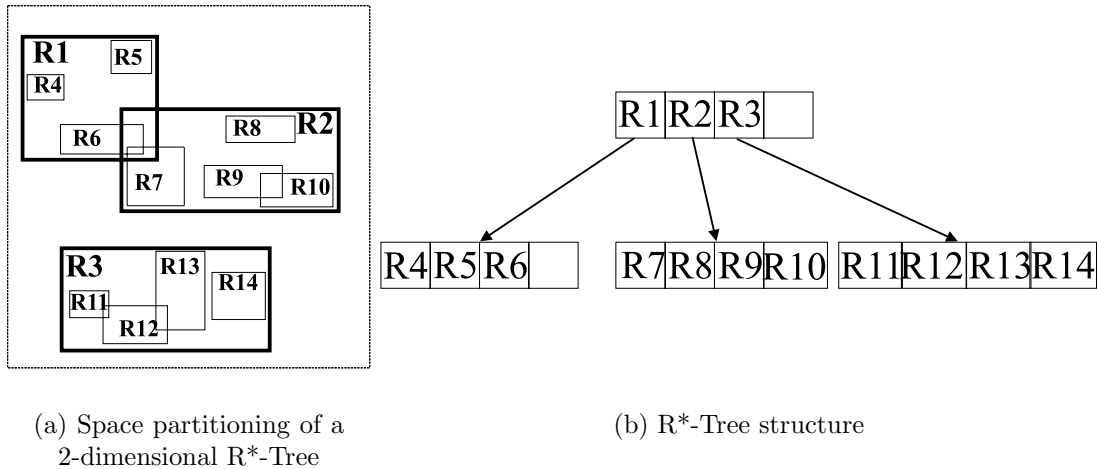 R1
R5
R4
R6
R8
R2
R7
R9
R10
R3
R13
R14
R11
R12
R1 R2 R3
R4 R5 R6
R7 R8 R9 R10
R11 R12 R13 R14
(a) Space partitioning of a
2-dimensional R*-Tree
(b) R*-Tree structure